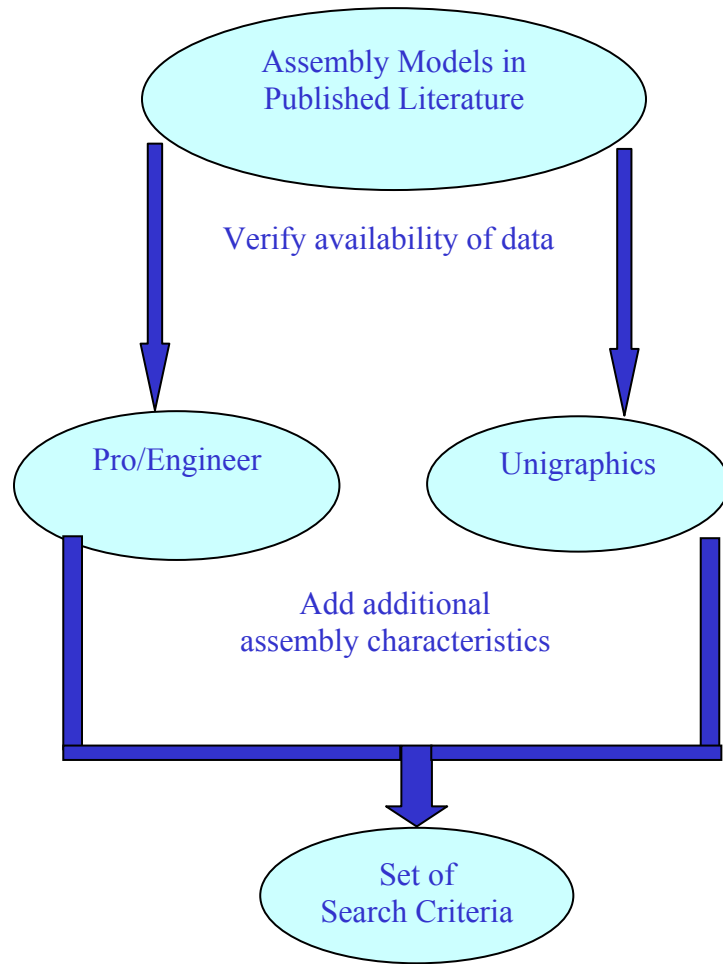 Assembly Models in
Published Literature
Verify availability of data
Pro/Engineer
Unigraphics
Add additional
assembly characteristics
Set of
Search Criteria